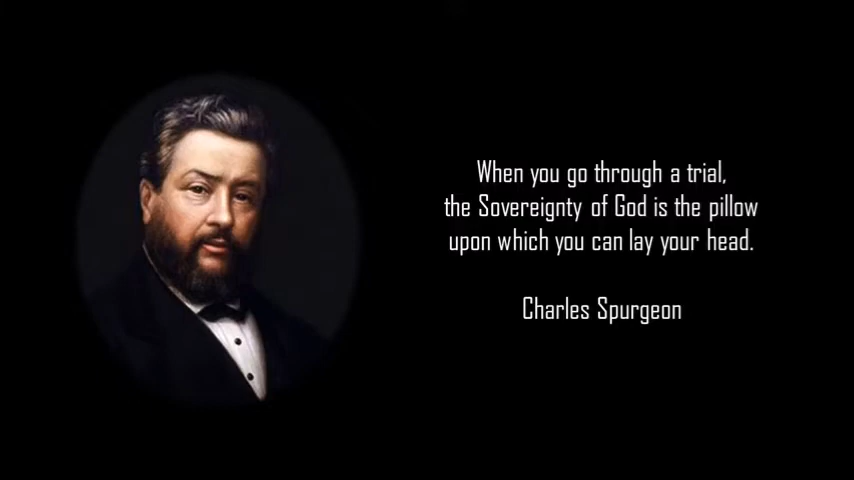 When you go through a trial,
the Sovereignty of God is the pillow
upon which you can lay your head.
Charles Spurgeon